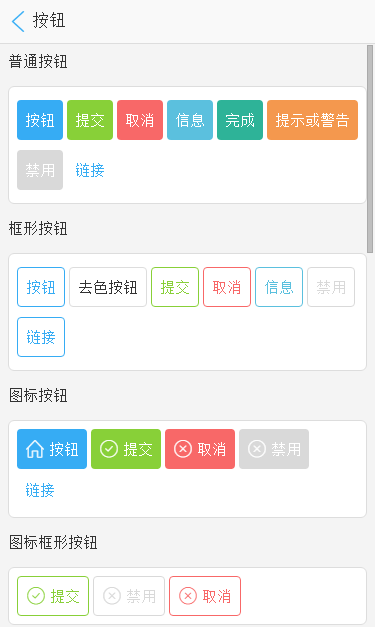 按钮
普通按钮
按钮 提交 取消 信息 完成 提示或警告
禁用 链接
框形按钮
按钮 去色按钮 提交 取消 信息 禁用
链接
图标按钮
按钮 提交 取消 禁用
链接
图标框形按钮
提交 禁用 取消